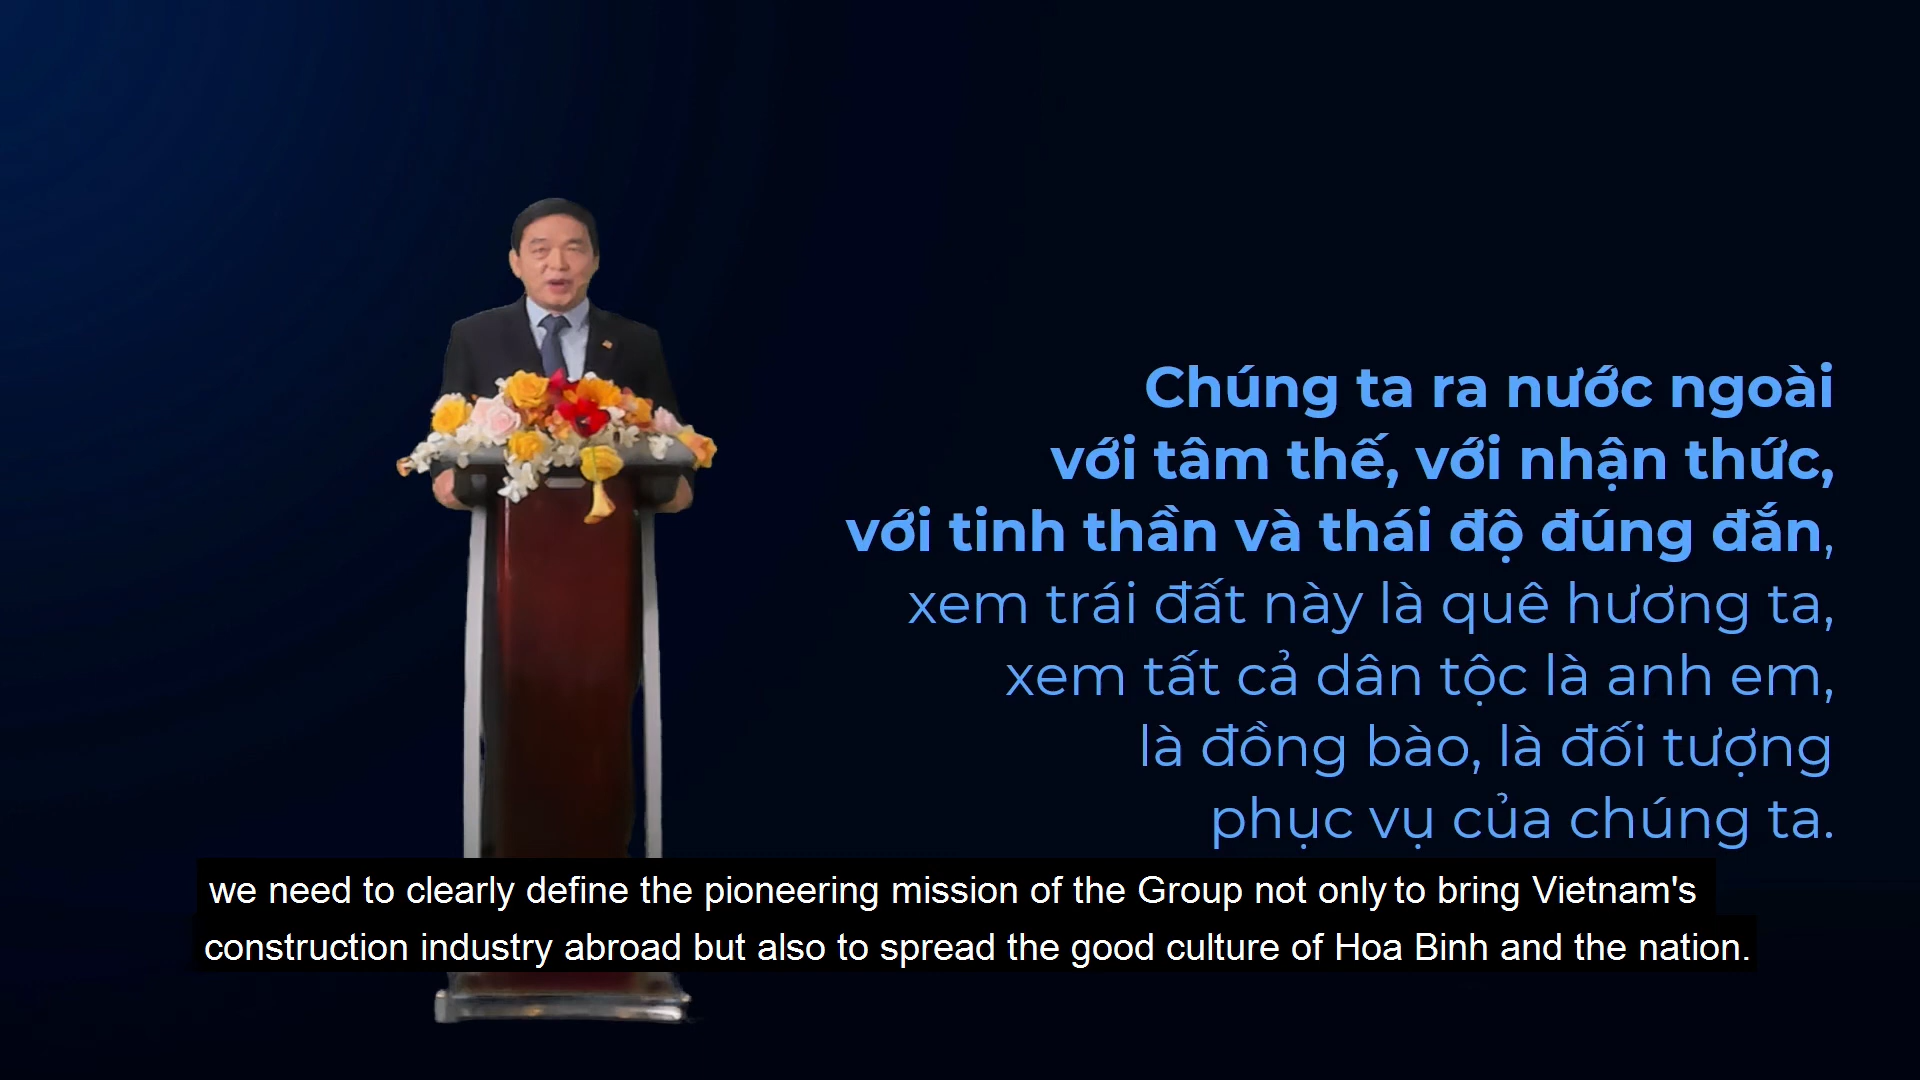 Chúng ta ra nước ngoài
với tâm thế, với nhận thức,
với tinh thần và thái độ đúng đắn,
xem trái đất này là quê hương ta,
xem tất cả dân tộc là anh em,
là đồng bào, là đối tượng
phục vụ của chúng ta.
we need to clearly define the pioneering mission of the Group not only to bring Vietnam's
construction industry abroad but also to spread the good culture of Hoa Binh and the nation.